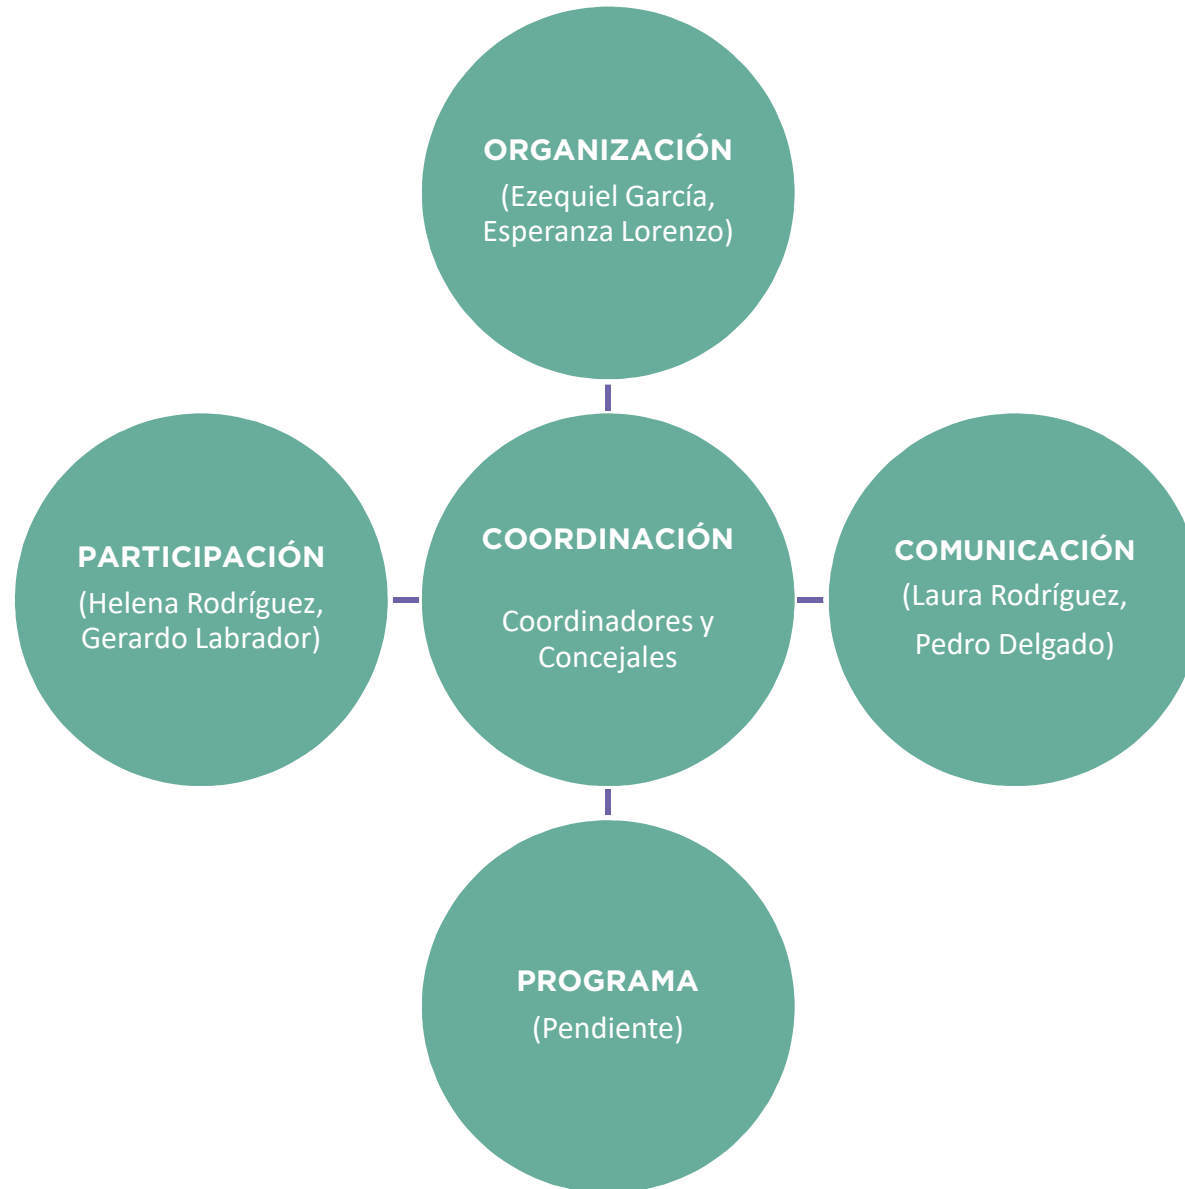 ORGANIZACIÓN
(Ezequiel García,
Esperanza Lorenzo)
PARTICIPACIÓN
(Helena Rodríguez,
Gerardo Labrador)
COORDINACIÓN
Coordinadores y
Concejales
COMUNICACIÓN
(Laura Rodríguez,
Pedro Delgado)
PROGRAMA
(Pendiente)